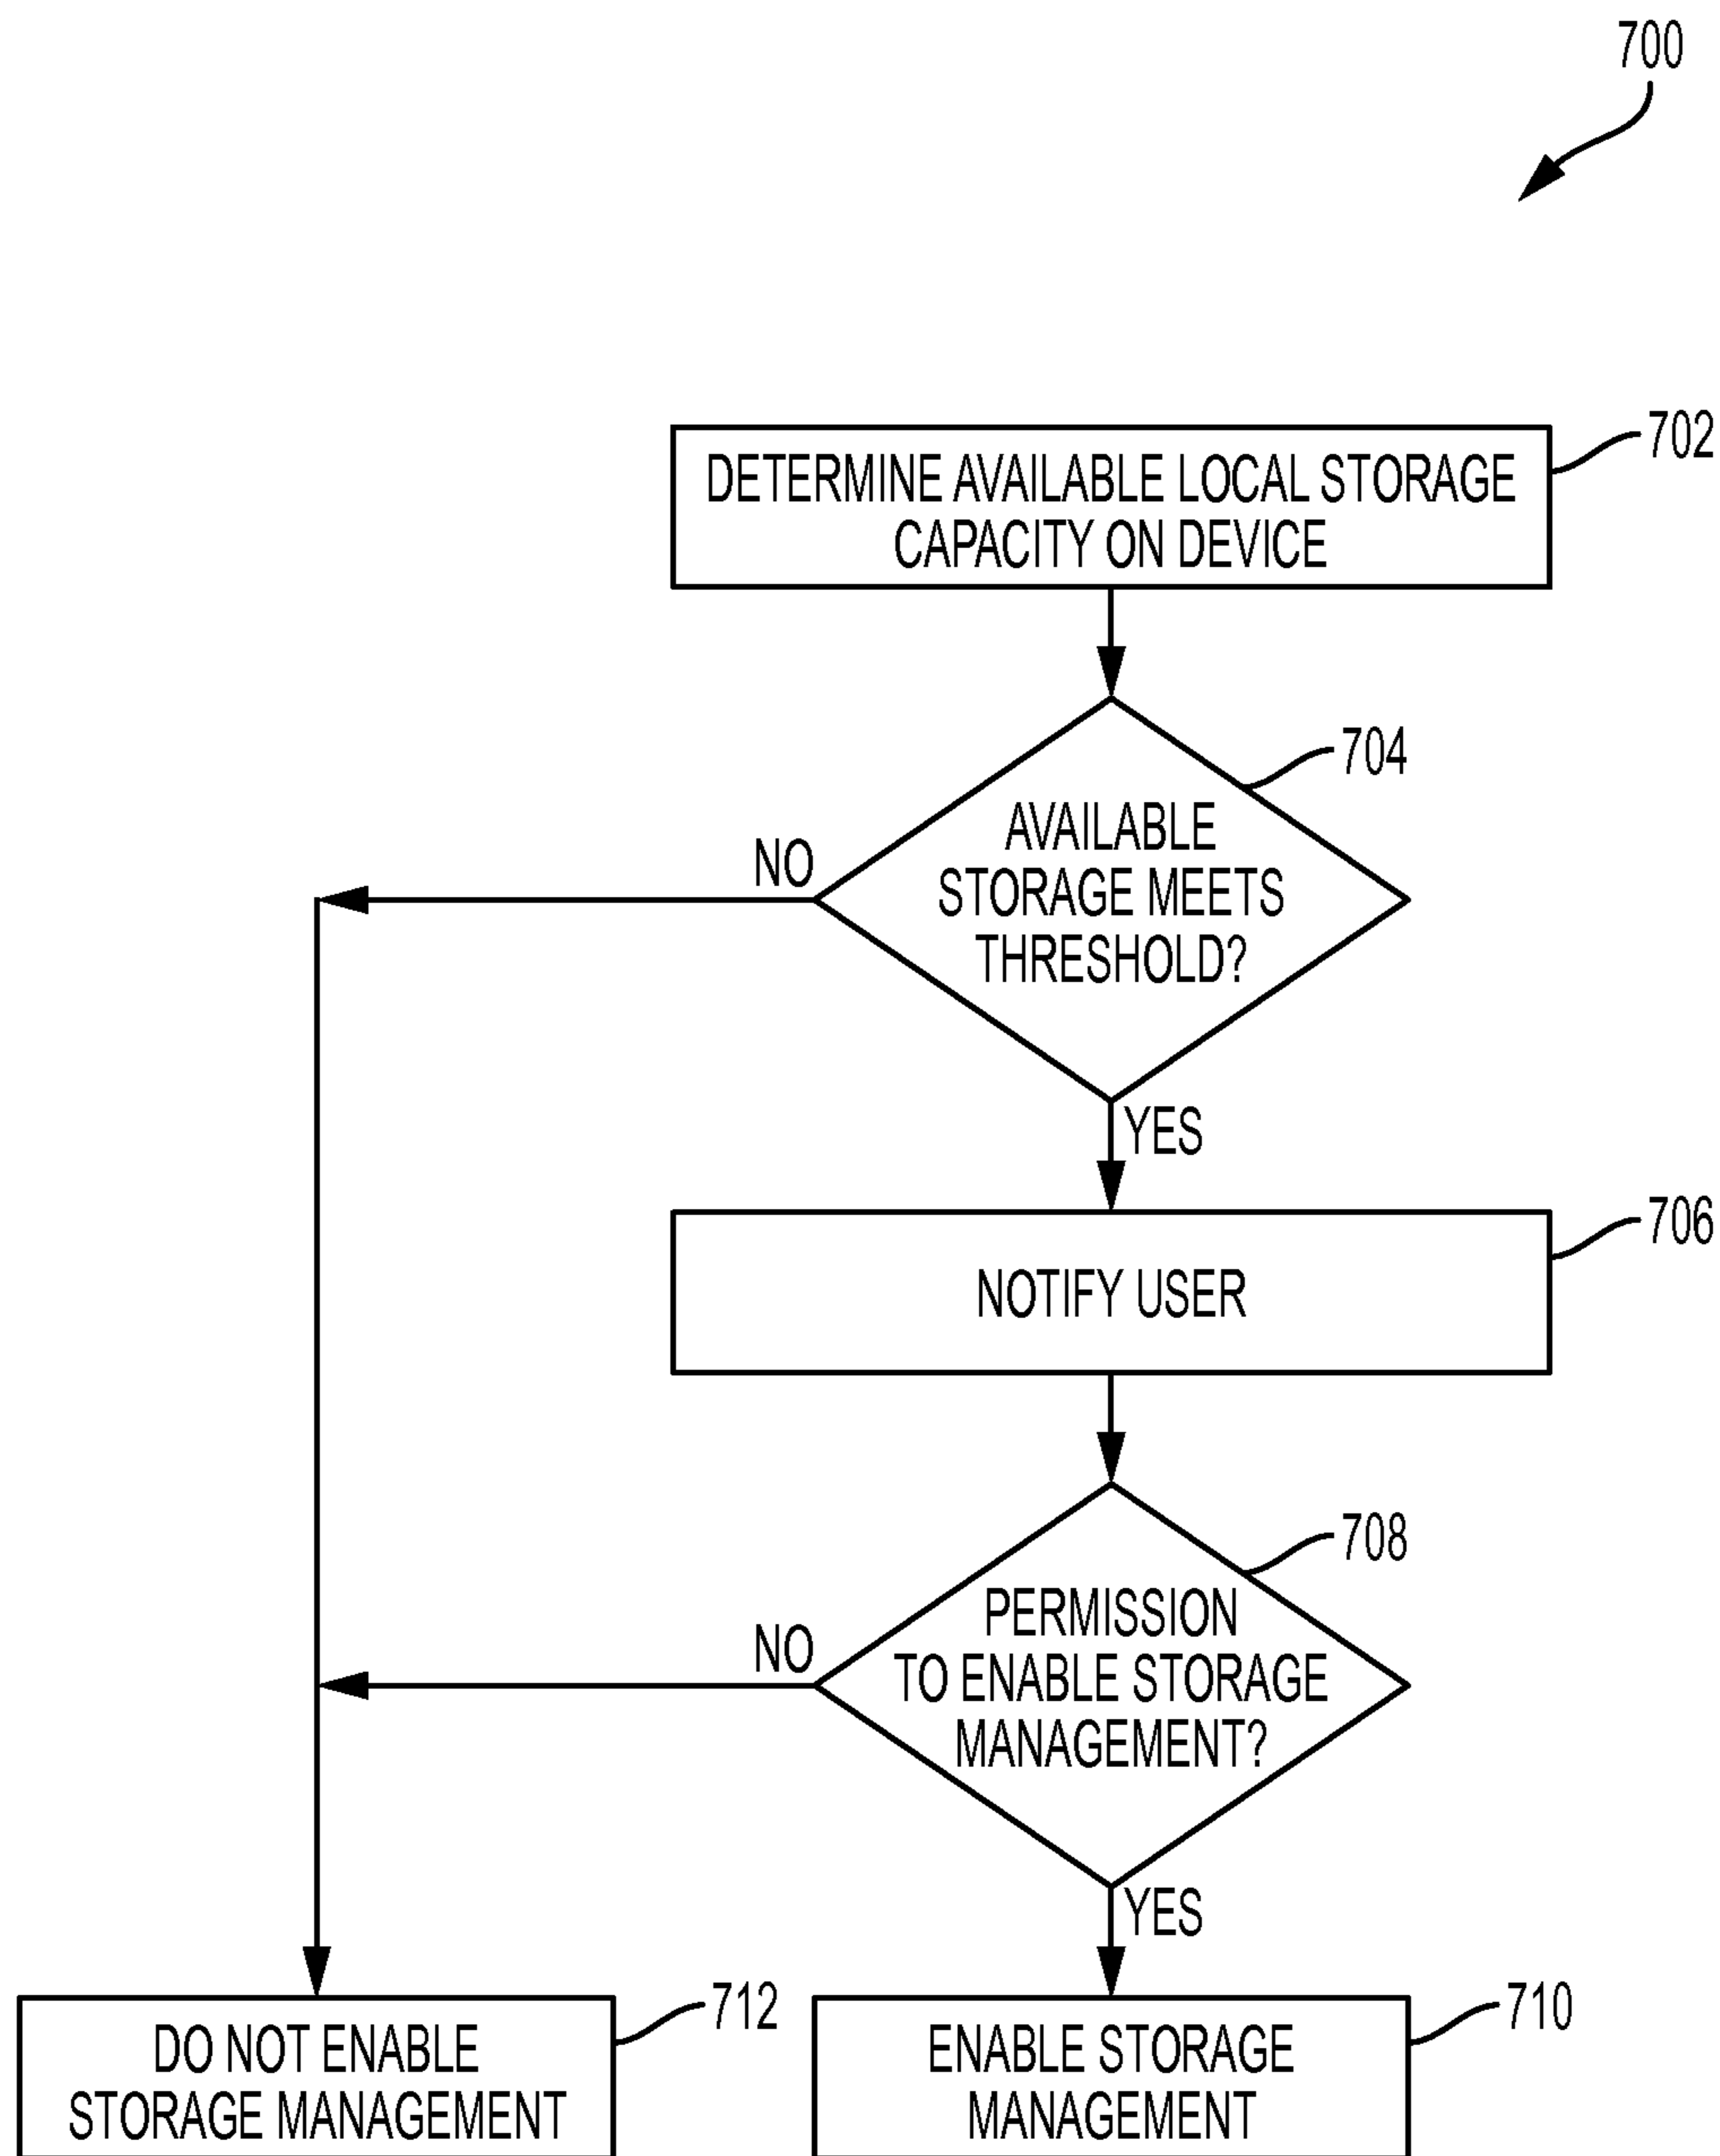 700
DETERMINE AVAILABLE LOCAL STORAGE
CAPACITY ON DEVICE
702
AVAILABLE
STORAGE MEETS
THRESHOLD?
704
NO
YES
NOTIFY USER
706
PERMISSION
TO ENABLE STORAGE
MANAGEMENT?
708
NO
YES
DO NOT ENABLE
STORAGE MANAGEMENT
712
ENABLE STORAGE
MANAGEMENT
710